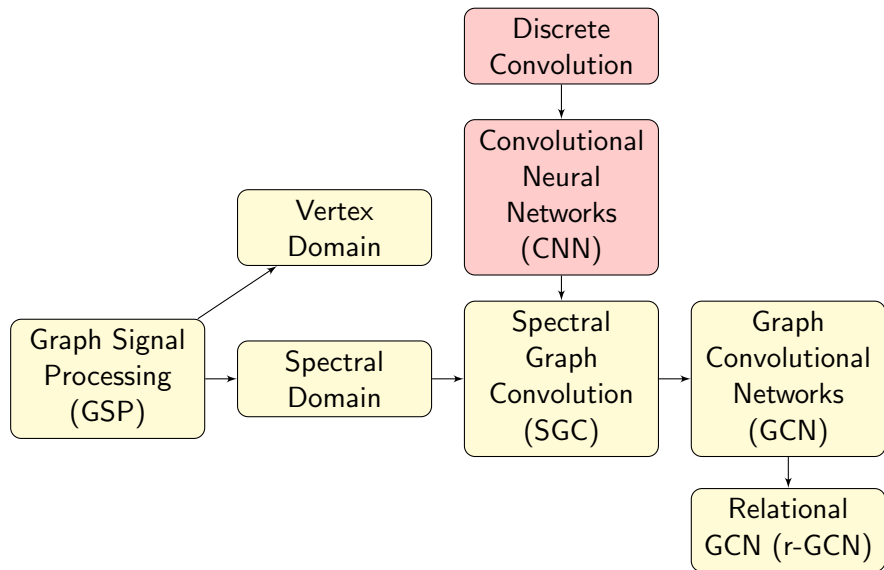 Discrete
Convolution
Convolutional
Neural
Networks
(CNN)
Vertex
Domain
Graph Signal
Processing
(GSP)
Spectral
Domain
Spectral
Graph
Convolution
(SGC)
Graph
Convolutional
Networks
(GCN)
Relational
GCN (r-GCN)